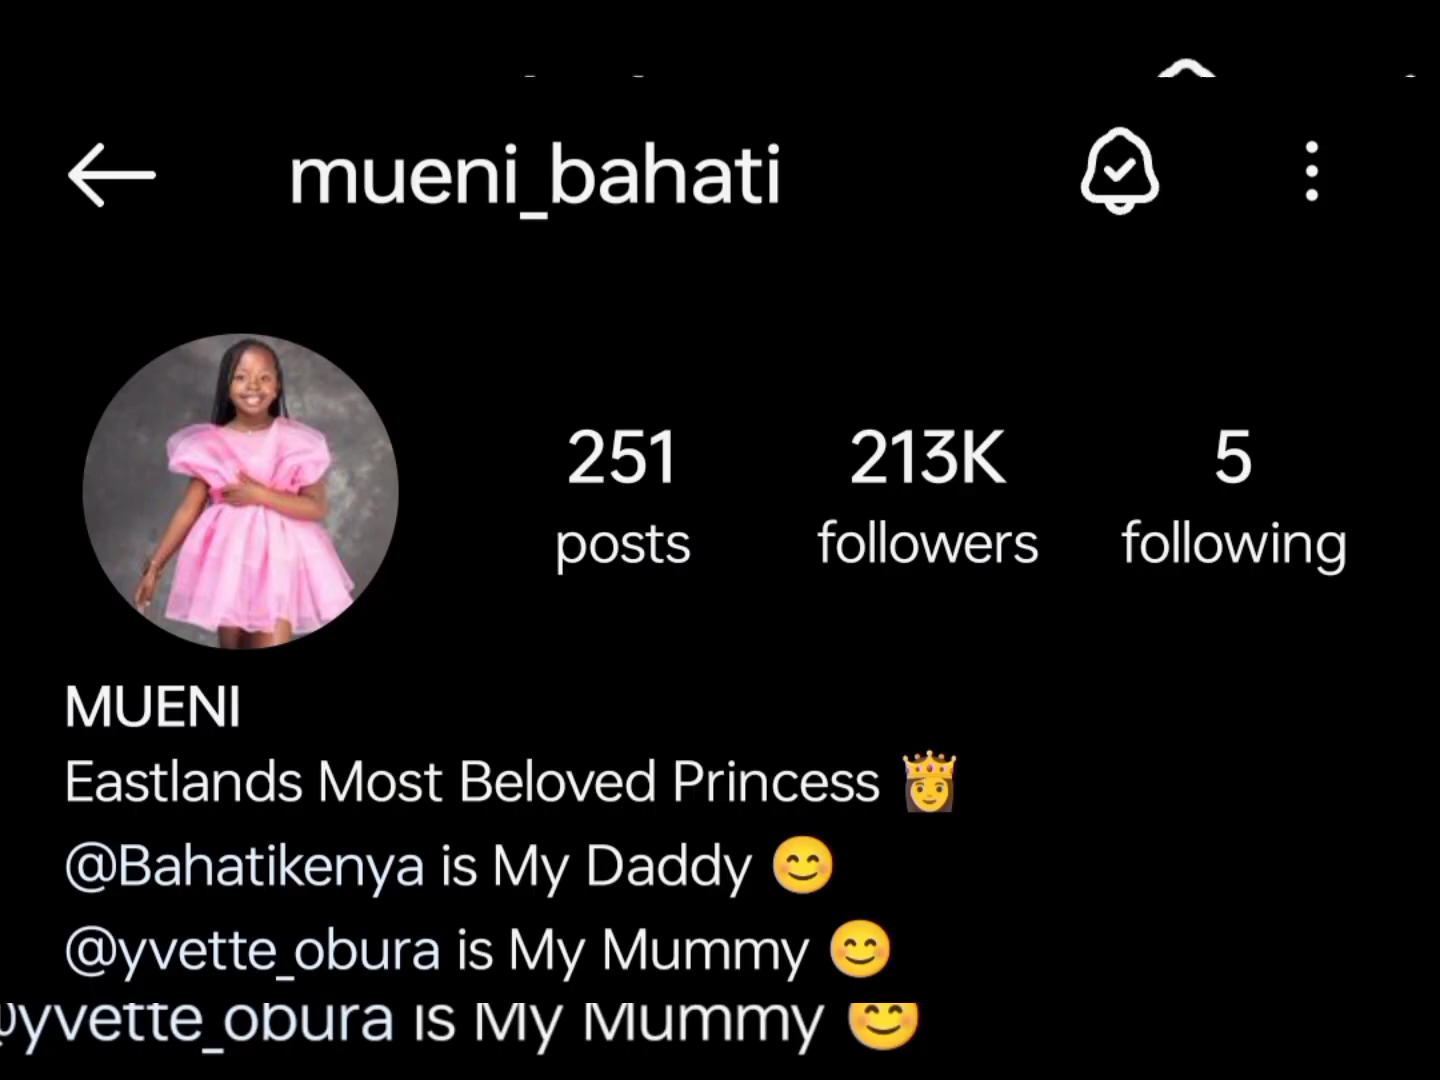 mueni_bahati
251 213K 5
posts followers following
MUENI
Eastlands Most Beloved Princess 👸
@Bahatikenya is My Daddy 😊
@yvette_obura is My Mummy 😊
@yvette_obura is My Mummy 😊